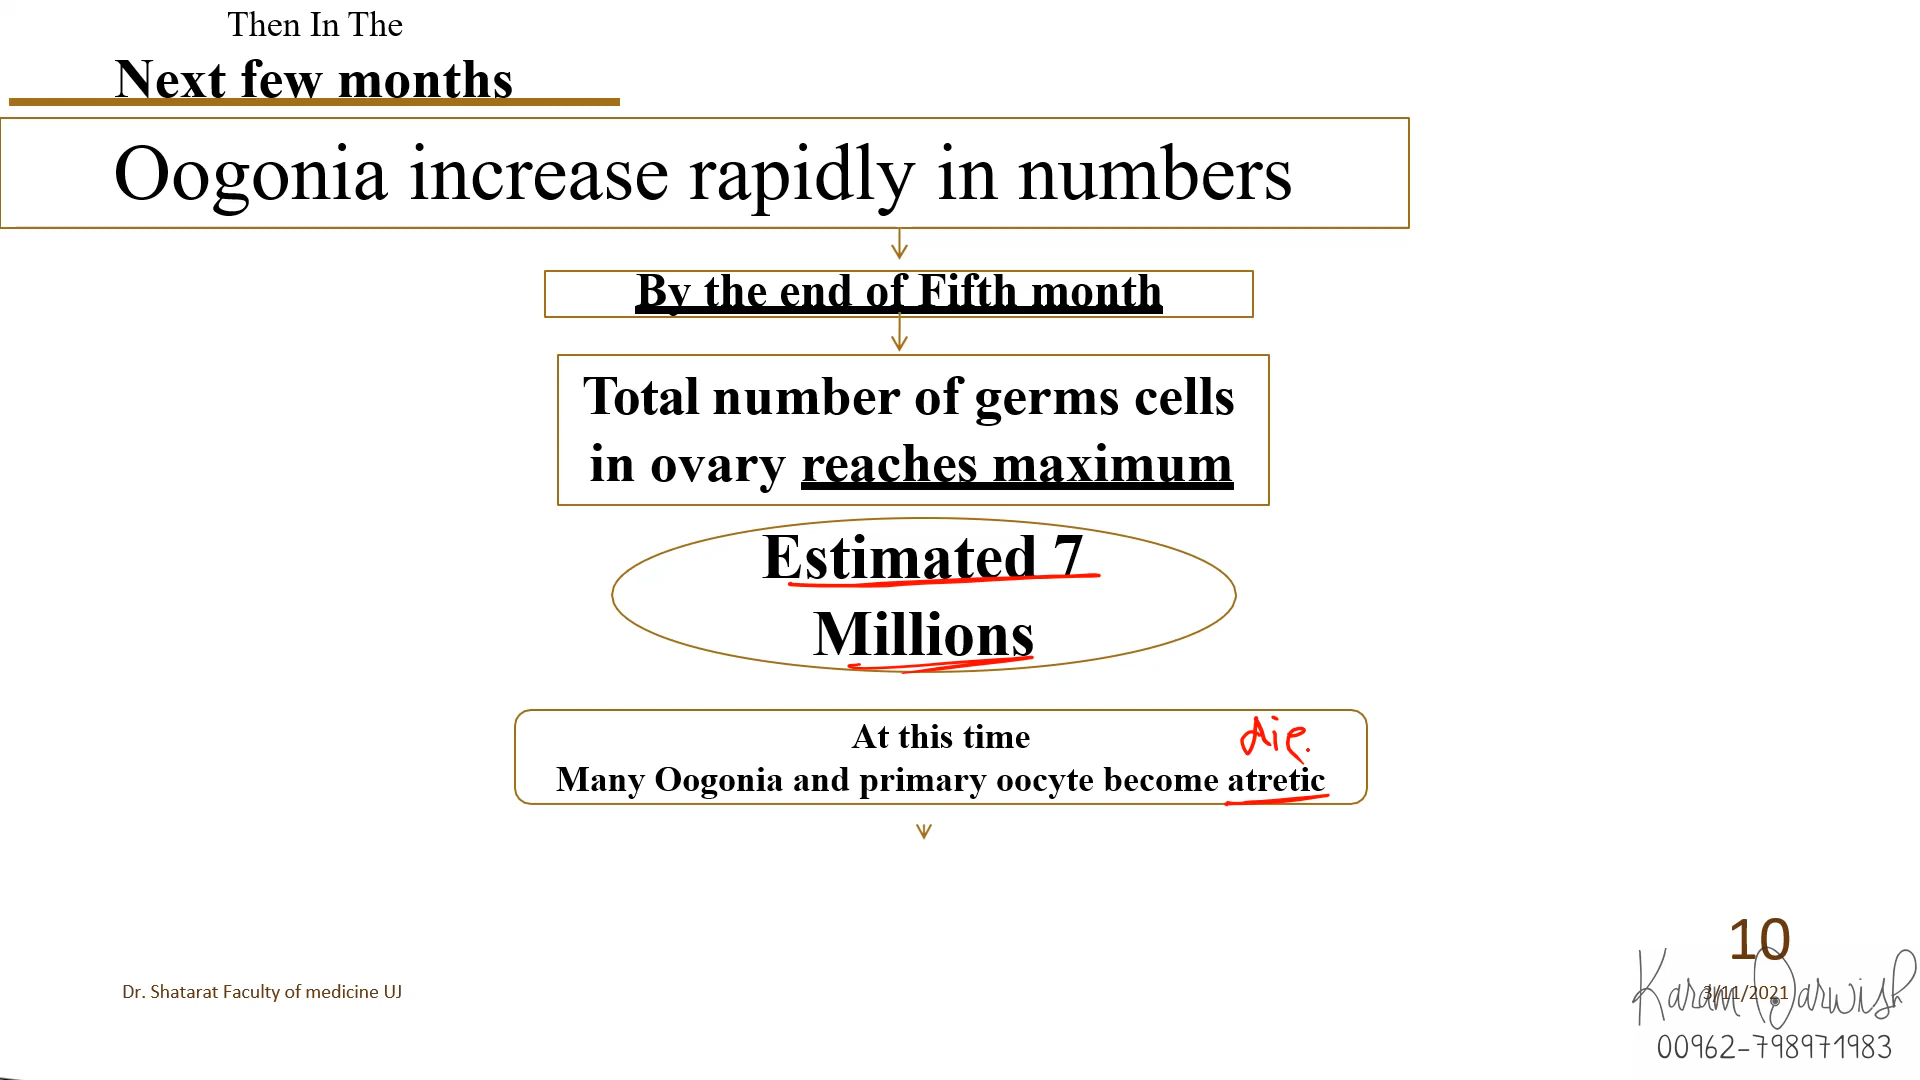 Then In The
Next few months
Oogonia increase rapidly in numbers
By the end of Fifth month
Total number of germs cells
in ovary reaches maximum
Estimated 7
Millions
At this time
die.
Many Oogonia and primary oocyte become atretic
10
Dr. Shatarat Faculty of medicine UJ
3/11/2021
Karam Darwish
00962-798971983